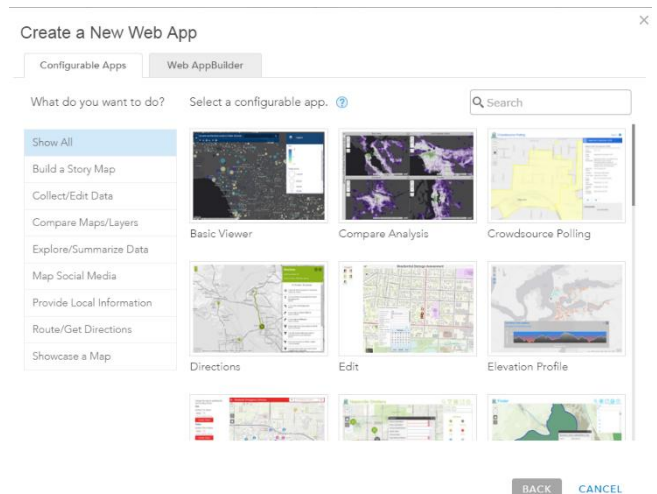 Create a New Web App
Configurable Apps
Web AppBuilder
What do you want to do?
Select a configurable app.
Search
Show All
Build a Story Map
Collect/Edit Data
Compare Maps/Layers
Explore/Summarize Data
Map Social Media
Provide Local Information
Route/Get Directions
Showcase a Map
Basic Viewer
Compare Analysis
Crowdsource Polling
Directions
Edit
Elevation Profile
BACK
CANCEL